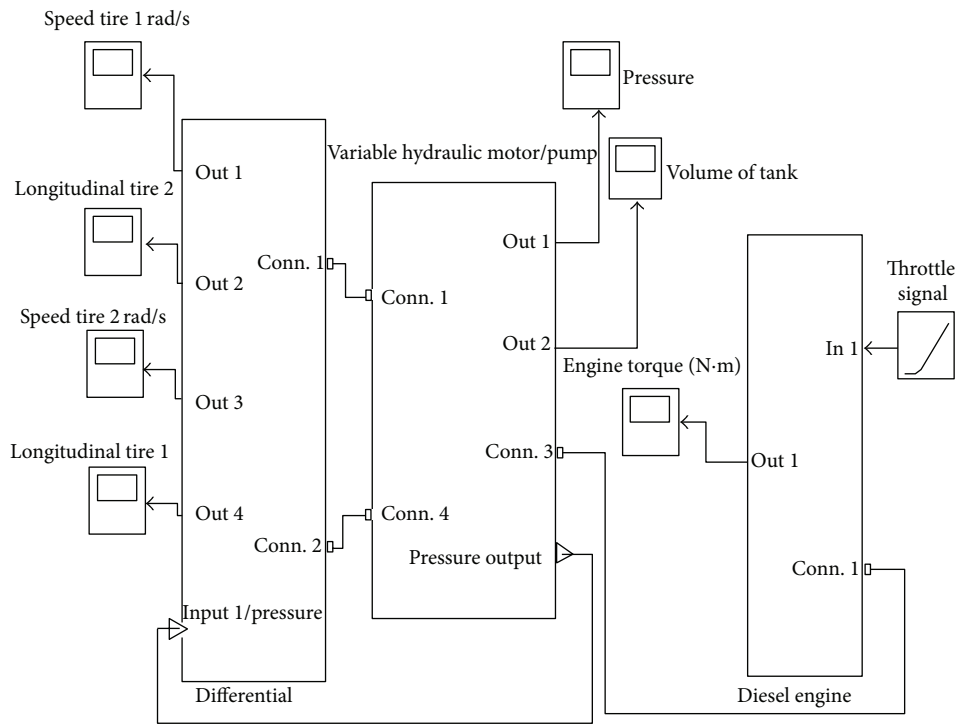 Speed tire 1 rad/s
Pressure
Variable hydraulic motor/pump
Volume of tank
Out 1
Longitudinal tire 2
Out 1
Conn. 1
Throttle
signal
Out 2
Conn. 1
Speed tire 2 rad/s
Out 2
In 1
Engine torque (N·m)
Out 3
Longitudinal tire 1
Conn. 3
Out 1
Out 4
Conn. 4
Conn. 2
Pressure output
Conn. 1
Input 1/pressure
Differential
Diesel engine